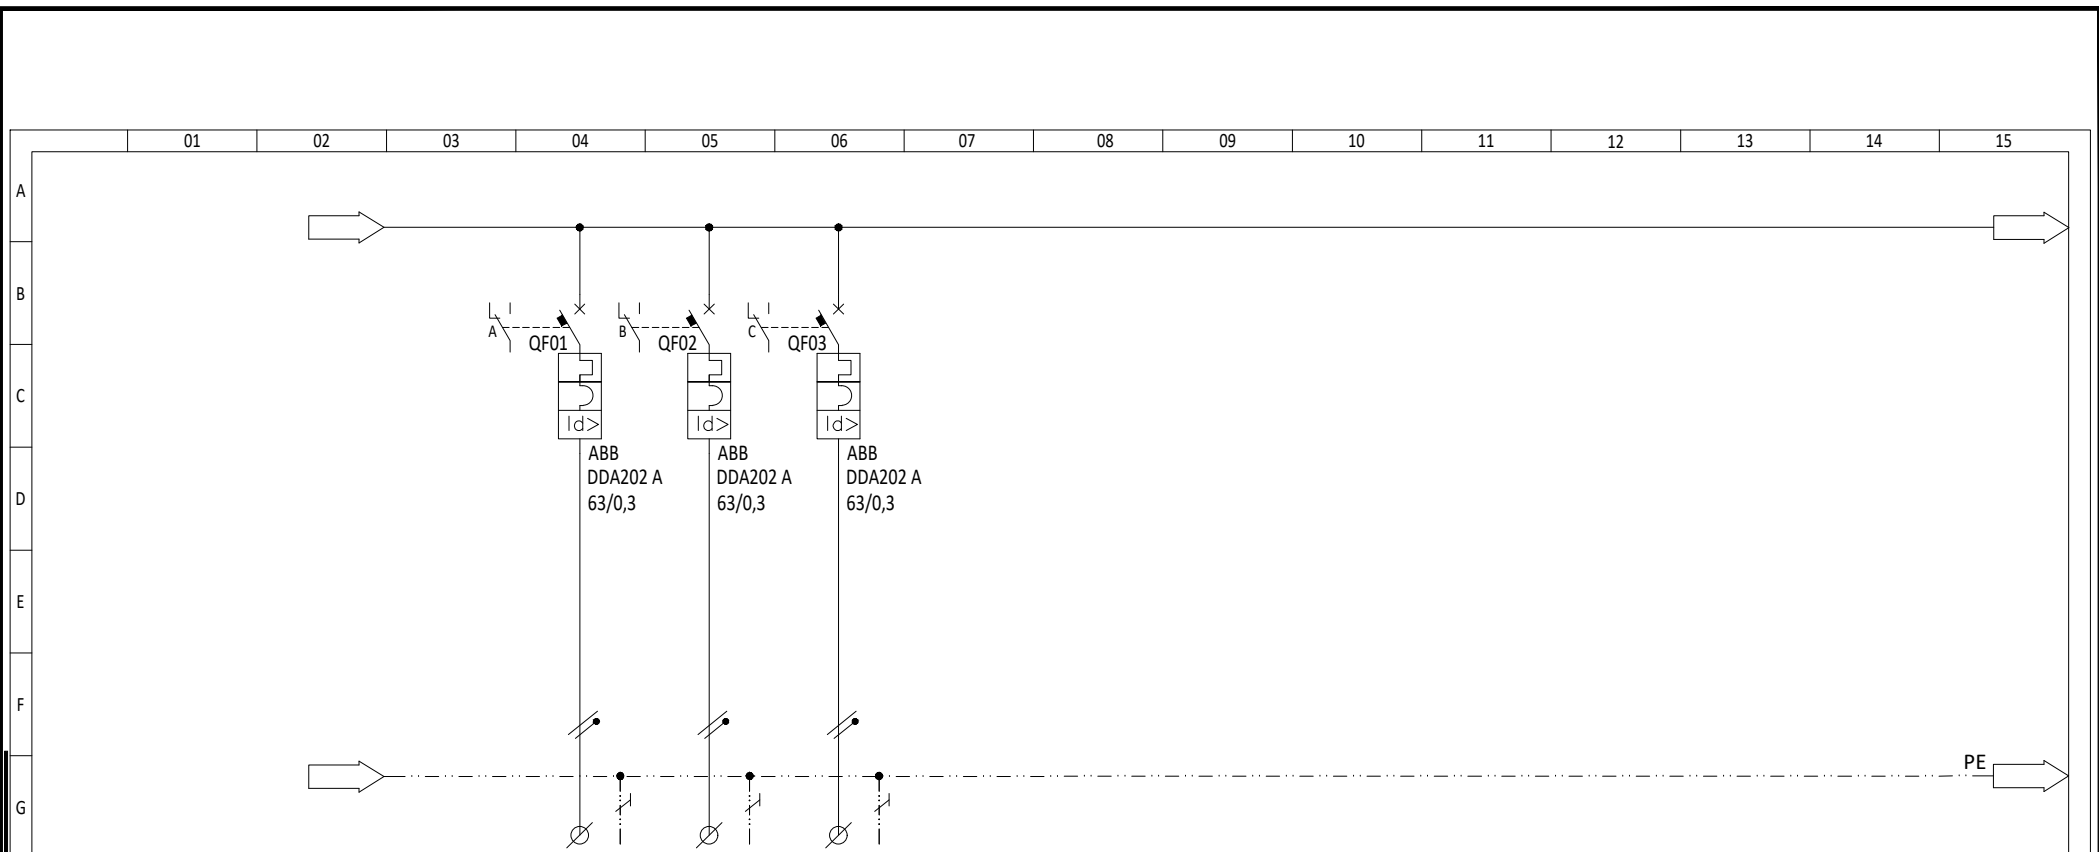 01 02 03 04 05 06 07 08 09 10 11 12 13 14 15
A
B
A QF01 B QF02 C QF03
C
Id> Id> Id>
ABB ABB ABB
DDA202 A DDA202 A DDA202 A
D
63/0,3 63/0,3 63/0,3
E
F
PE
G